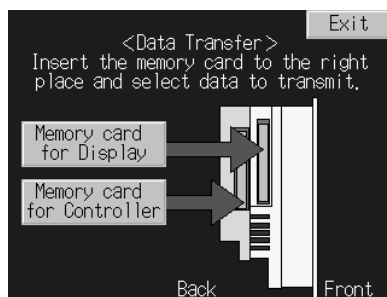 Exit
<Data Transfer>
Insert the memory card to the right
place and select data to transmit.
Memory card
for Display
Memory card
for Controller
Back
Front